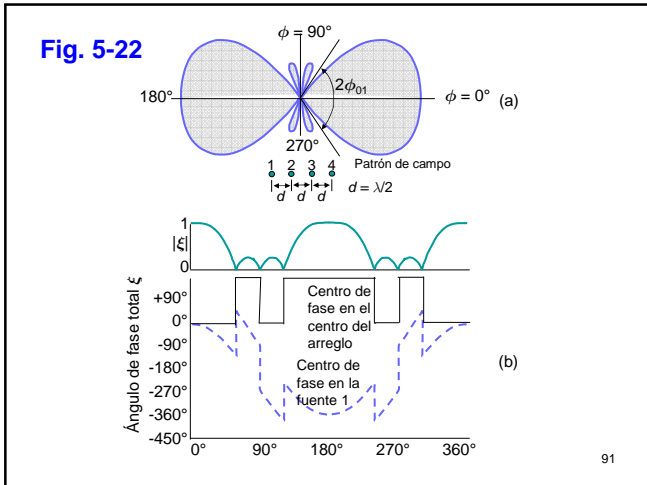 Fig. 5-22
ϕ = 90°
180°
2ϕ01
ϕ = 0°
(a)
270°
Patrón de campo
1 2 3 4
d d d
d = λ/2
1
|ξ|
0
Ángulo de fase total ξ
+90°
0°
-90°
-180°
-270°
-360°
-450°
Centro de
fase en el
centro del
arreglo
Centro de
fase en la
fuente 1
(b)
0° 90° 180° 270° 360°
91